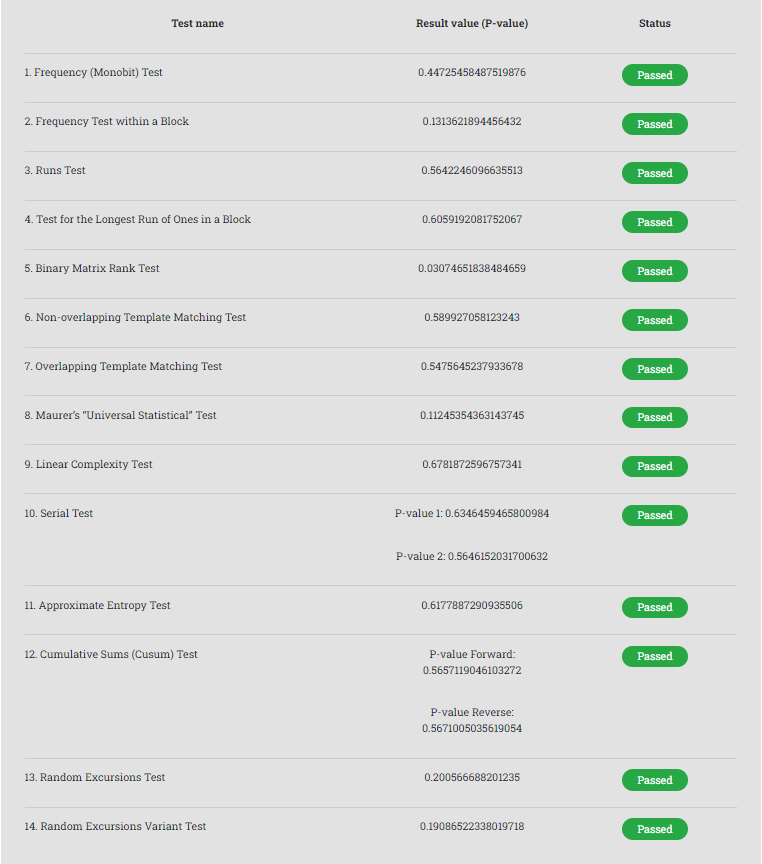 Test name Result value (P-value) Status
1. Frequency (Monobit) Test 0.44725458487519876 Passed
2. Frequency Test within a Block 0.1313621894456432 Passed
3. Runs Test 0.5642246096635513 Passed
4. Test for the Longest Run of Ones in a Block 0.6059192081752067 Passed
5. Binary Matrix Rank Test 0.03074651838484659 Passed
6. Non-overlapping Template Matching Test 0.589927058123243 Passed
7. Overlapping Template Matching Test 0.5475645237933678 Passed
8. Maurer's "Universal Statistical" Test 0.11245354363143745 Passed
9. Linear Complexity Test 0.6781872596757341 Passed
10. Serial Test P-value 1: 0.6346459465800984 Passed
P-value 2: 0.5646152031700632
11. Approximate Entropy Test 0.6177887290935506 Passed
12. Cumulative Sums (Cusum) Test P-value Forward: Passed
0.5657119046103272
P-value Reverse:
0.5671005035619054
13. Random Excursions Test 0.200566688201235 Passed
14. Random Excursions Variant Test 0.19086522338019718 Passed